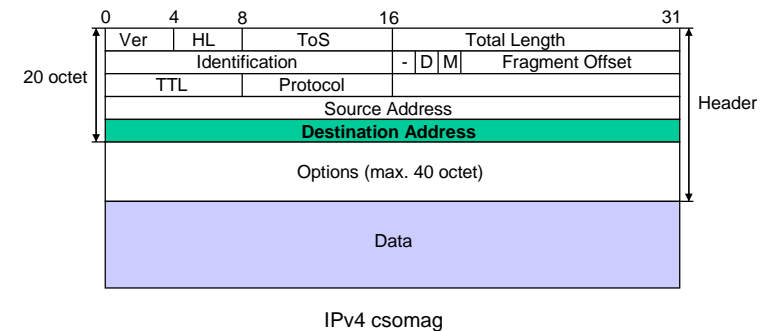 0 4 8 16 31
Ver HL ToS Total Length
Identification - D M Fragment Offset
20 octet
TTL Protocol
Source Address
Header
Destination Address
Options (max. 40 octet)
Data
IPv4 csomag